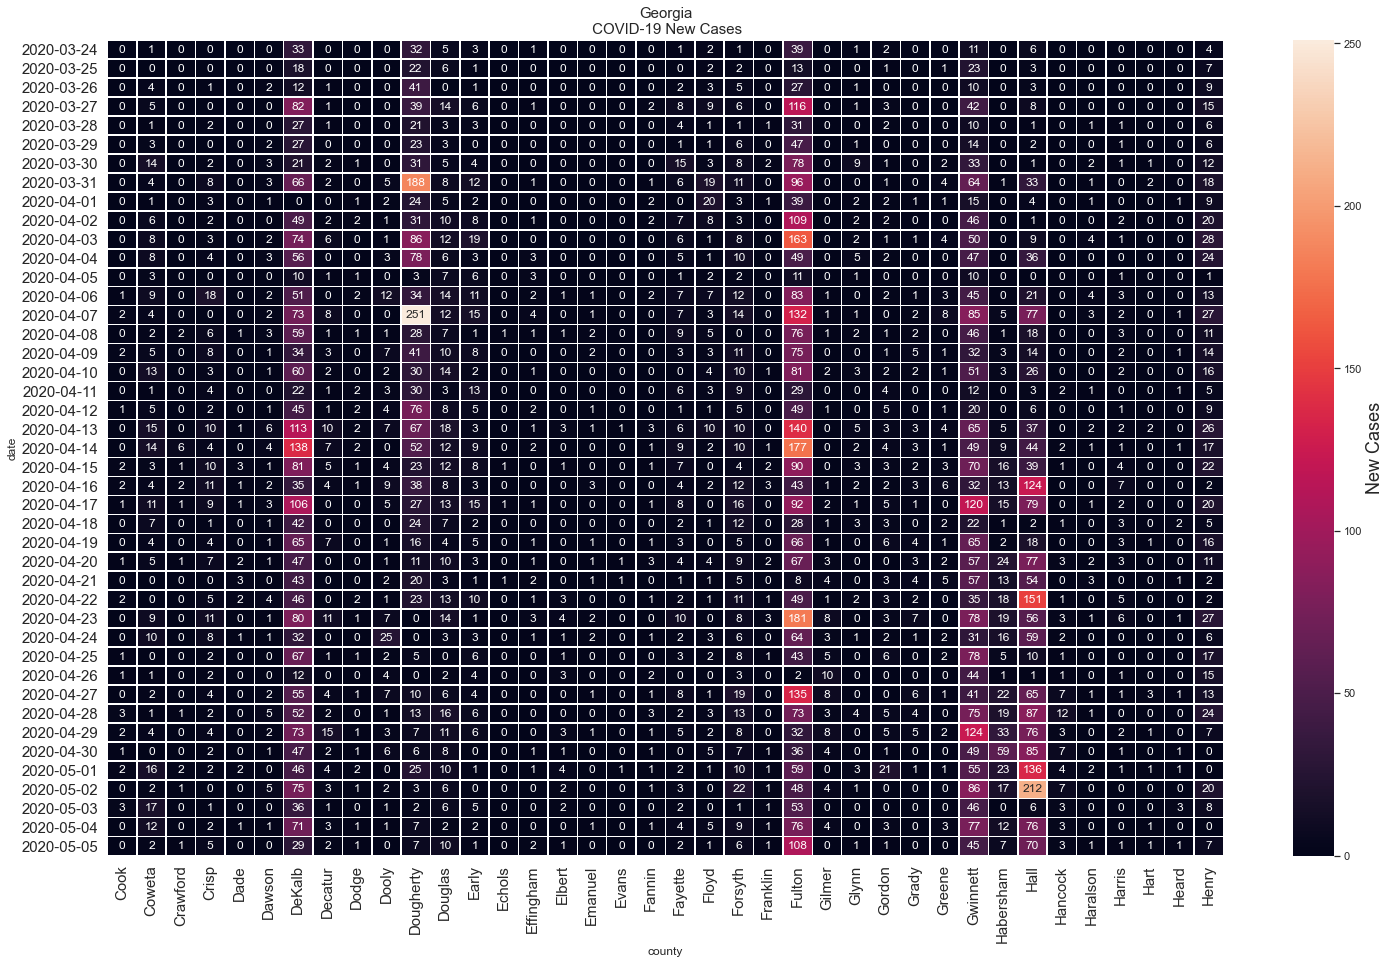 Georgia
COVID-19 New Cases
2020-03-24 0 1 0 0 0 0 33 0 0 0 32 5 3 0 1 0 0 0 0 1 2 1 0 39 0 1 2 0 0 11 0 6 0 0 0 0 0 4
2020-03-25 0 0 0 0 0 0 18 0 0 0 22 6 1 0 0 0 0 0 0 0 2 2 0 13 0 0 1 0 1 23 0 3 0 0 0 0 0 7
2020-03-26 0 4 0 1 0 2 12 1 0 0 41 0 1 0 0 0 0 0 0 2 3 5 0 27 0 1 0 0 0 10 0 3 0 0 0 0 0 9
2020-03-27 0 5 0 0 0 0 82 1 0 0 39 14 6 0 1 0 0 0 2 8 9 6 0 116 0 1 3 0 0 42 0 8 0 0 0 0 0 15
2020-03-28 0 1 0 2 0 0 27 1 0 0 21 3 3 0 0 0 0 0 0 4 1 1 1 31 0 0 2 0 0 10 0 1 0 1 1 0 0 6
2020-03-29 0 3 0 0 0 2 27 0 0 0 23 3 0 0 0 0 0 0 0 1 1 6 0 47 0 1 0 0 0 14 0 2 0 0 1 0 0 6
2020-03-30 0 14 0 2 0 3 21 2 1 0 31 5 4 0 0 0 0 0 0 15 3 8 2 78 0 9 1 0 2 33 0 1 0 2 1 1 0 12
2020-03-31 0 4 0 8 0 3 66 2 0 5 188 8 12 0 1 0 0 0 1 6 19 11 0 96 0 0 1 0 4 64 1 33 0 1 0 2 0 18
2020-04-01 0 1 0 3 0 1 0 0 1 2 24 5 2 0 0 0 0 0 2 0 20 3 1 39 0 2 2 1 1 15 0 4 0 1 0 0 1 9
2020-04-02 0 6 0 2 0 0 49 2 2 1 31 10 8 0 1 0 0 0 2 7 8 3 0 109 0 2 2 0 0 46 0 1 0 0 2 0 0 20
2020-04-03 0 8 0 3 0 2 74 6 0 1 86 12 19 0 0 0 0 0 0 6 1 8 0 163 0 2 1 1 4 50 0 9 0 4 1 0 0 28
2020-04-04 0 8 0 4 0 3 56 0 0 3 78 6 3 0 3 0 0 0 0 5 1 10 0 49 0 5 2 0 0 47 0 36 0 0 0 0 0 24
2020-04-05 0 3 0 0 0 0 10 1 1 0 3 7 6 0 3 0 0 0 0 1 2 2 0 11 0 1 0 0 0 10 0 0 0 0 1 0 0 1
2020-04-06 1 9 0 18 0 2 51 0 2 12 34 14 11 0 2 1 1 0 2 7 7 12 0 83 1 0 2 1 3 45 0 21 0 4 3 0 0 13
2020-04-07 2 4 0 0 0 2 73 8 0 0 251 12 15 0 4 0 1 0 0 7 3 14 0 132 1 1 0 2 8 85 5 77 0 3 2 0 1 27
2020-04-08 0 2 2 6 1 3 59 1 1 1 28 7 1 1 1 1 2 0 0 9 5 0 0 76 1 2 1 2 0 46 1 18 0 0 3 0 0 11
2020-04-09 2 5 0 8 0 1 34 3 0 7 41 10 8 0 0 0 2 0 0 3 3 11 0 75 0 0 1 5 1 32 3 14 0 0 2 0 1 14
2020-04-10 0 13 0 3 0 1 60 2 0 2 30 14 2 0 1 0 0 0 0 0 4 10 1 81 2 3 2 2 1 51 3 26 0 0 2 0 0 16
2020-04-11 0 1 0 4 0 0 22 1 2 3 30 3 13 0 0 0 0 0 0 6 3 9 0 29 0 0 4 0 0 12 0 3 2 1 0 0 1 5
2020-04-12 1 5 0 2 0 1 45 1 2 4 76 8 5 0 2 0 1 0 0 1 1 5 0 49 1 0 5 0 1 20 0 6 0 0 1 0 0 9
2020-04-13 0 15 0 10 1 6 113 10 2 7 67 18 3 0 0 1 3 1 3 6 10 10 0 140 0 2 1 0 0 65 5 37 0 2 2 2 0 26
2020-04-14 0 14 6 4 0 4 138 7 2 0 52 12 9 0 2 0 0 0 1 9 2 10 1 177 0 2 4 3 1 49 9 44 2 1 1 0 1 17
2020-04-15 2 3 1 10 3 1 81 5 1 4 23 12 8 1 0 1 0 0 1 7 0 4 2 90 0 3 3 2 3 70 16 39 1 0 4 0 0 22
2020-04-16 2 4 2 11 1 2 35 4 1 9 38 8 3 0 0 0 3 0 0 4 2 12 3 43 1 2 2 3 6 32 13 124 0 0 7 0 0 2
2020-04-17 1 11 1 9 1 3 106 0 0 5 27 13 15 1 1 0 0 0 1 8 0 16 0 92 2 1 5 1 0 120 15 79 0 1 2 0 0 20
2020-04-18 0 7 0 1 0 1 42 0 0 0 24 7 2 0 0 0 0 0 0 2 1 12 0 28 1 3 3 0 2 22 1 2 1 0 3 0 2 5
2020-04-19 0 4 0 4 0 1 65 7 0 1 16 4 5 0 1 0 1 0 1 3 0 5 0 66 1 0 6 4 1 65 2 18 0 0 3 1 0 16
2020-04-20 1 5 1 7 2 0 47 0 0 1 11 10 3 0 1 0 1 1 3 4 4 9 2 67 3 0 0 3 2 57 24 77 3 2 3 0 0 11
2020-04-21 0 0 0 0 3 0 43 0 0 2 20 3 1 1 2 0 1 1 0 1 1 5 0 8 4 0 3 4 5 57 13 54 0 3 0 0 1 2
2020-04-22 2 0 0 5 2 4 46 0 2 1 23 13 10 0 1 3 0 0 1 2 1 11 1 49 1 2 3 2 0 35 18 151 1 0 5 0 0 2
2020-04-23 0 9 0 11 0 1 80 11 1 7 0 14 1 0 3 4 2 0 0 10 0 8 3 181 8 0 3 7 0 78 19 56 3 1 6 0 1 27
2020-04-24 0 10 0 8 1 1 32 0 0 25 0 3 3 0 1 1 2 0 1 2 3 6 0 64 3 1 2 1 2 31 16 59 2 0 0 0 0 6
2020-04-25 1 0 0 2 0 0 67 1 1 2 5 0 6 0 0 0 0 0 0 3 2 8 1 43 5 0 6 0 2 78 5 10 1 0 0 0 0 17
2020-04-26 1 1 0 2 0 0 12 0 0 4 0 2 4 0 0 3 0 0 2 0 0 3 0 2 10 0 0 0 0 44 1 1 1 0 1 0 0 15
2020-04-27 0 2 0 4 0 2 55 4 1 7 10 6 4 0 0 0 1 0 1 8 1 19 0 135 8 0 0 6 1 41 22 65 7 1 1 3 1 13
2020-04-28 3 1 1 2 0 5 52 2 0 1 13 16 6 0 0 0 0 0 3 2 3 13 0 73 3 4 5 4 0 75 19 87 12 1 0 0 0 24
2020-04-29 2 4 0 4 0 2 73 15 1 3 7 11 6 0 0 3 1 0 1 5 2 8 0 32 8 0 5 5 2 124 33 76 3 0 2 1 0 7
2020-04-30 1 0 0 2 0 1 47 2 1 6 6 8 0 0 1 1 0 0 1 0 5 7 1 36 4 0 1 0 0 49 59 85 7 0 1 0 1 0
2020-05-01 2 16 2 2 2 0 46 4 2 0 25 10 1 0 1 4 0 1 1 2 1 10 1 59 0 3 21 1 1 55 23 136 4 2 1 1 1 0
2020-05-02 0 2 1 0 0 5 75 3 1 2 3 6 0 0 0 2 0 0 1 3 0 22 1 48 4 1 0 0 0 86 17 212 7 0 0 0 0 20
2020-05-03 3 17 0 1 0 0 36 1 0 1 2 6 5 0 0 2 0 0 0 2 0 1 1 53 0 0 0 0 0 46 0 6 3 0 0 0 3 8
2020-05-04 0 12 0 2 1 1 71 3 1 1 7 2 2 0 0 0 1 0 1 4 5 9 1 76 4 0 3 0 3 77 12 76 3 0 0 1 0 0
2020-05-05 0 2 1 5 0 0 29 2 1 0 7 10 1 0 2 1 0 0 0 2 1 6 1 108 0 1 1 0 0 45 7 70 3 1 1 1 1 7
Cook Coweta Crawford Crisp Dade Dawson DeKalb Decatur Dodge Dooly Dougherty Douglas Early Echols Effingham Elbert Emanuel Evans Fannin Fayette Floyd Forsyth Franklin Fulton Gilmer Glynn Gordon Grady Greene Gwinnett Habersham Hall Hancock Haralson Harris Hart Heard Henry
county
date
250
200
150
100
50
0
New Cases